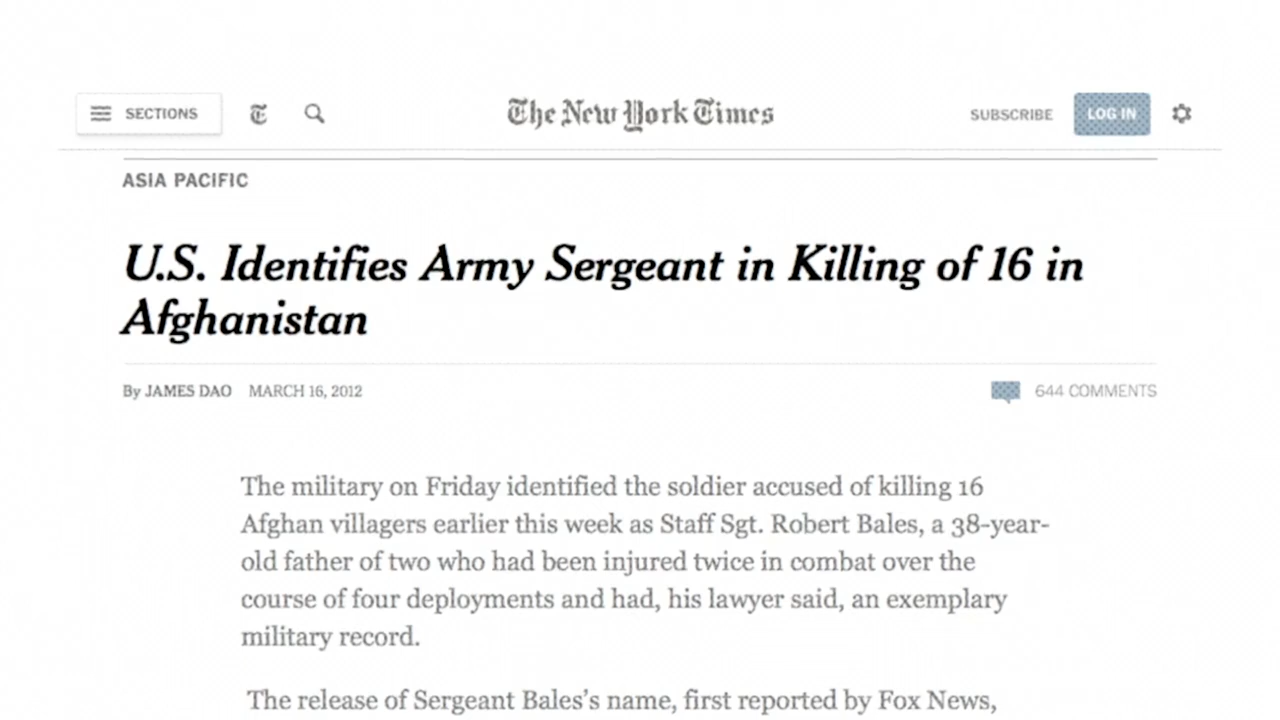 SECTIONS
The New York Times
SUBSCRIBE
LOG IN
ASIA PACIFIC
U.S. Identifies Army Sergeant in Killing of 16 in
Afghanistan
By JAMES DAO MARCH 16, 2012
644 COMMENTS
The military on Friday identified the soldier accused of killing 16
Afghan villagers earlier this week as Staff Sgt. Robert Bales, a 38-year-
old father of two who had been injured twice in combat over the
course of four deployments and had, his lawyer said, an exemplary
military record.
The release of Sergeant Bales’s name, first reported by Fox News,